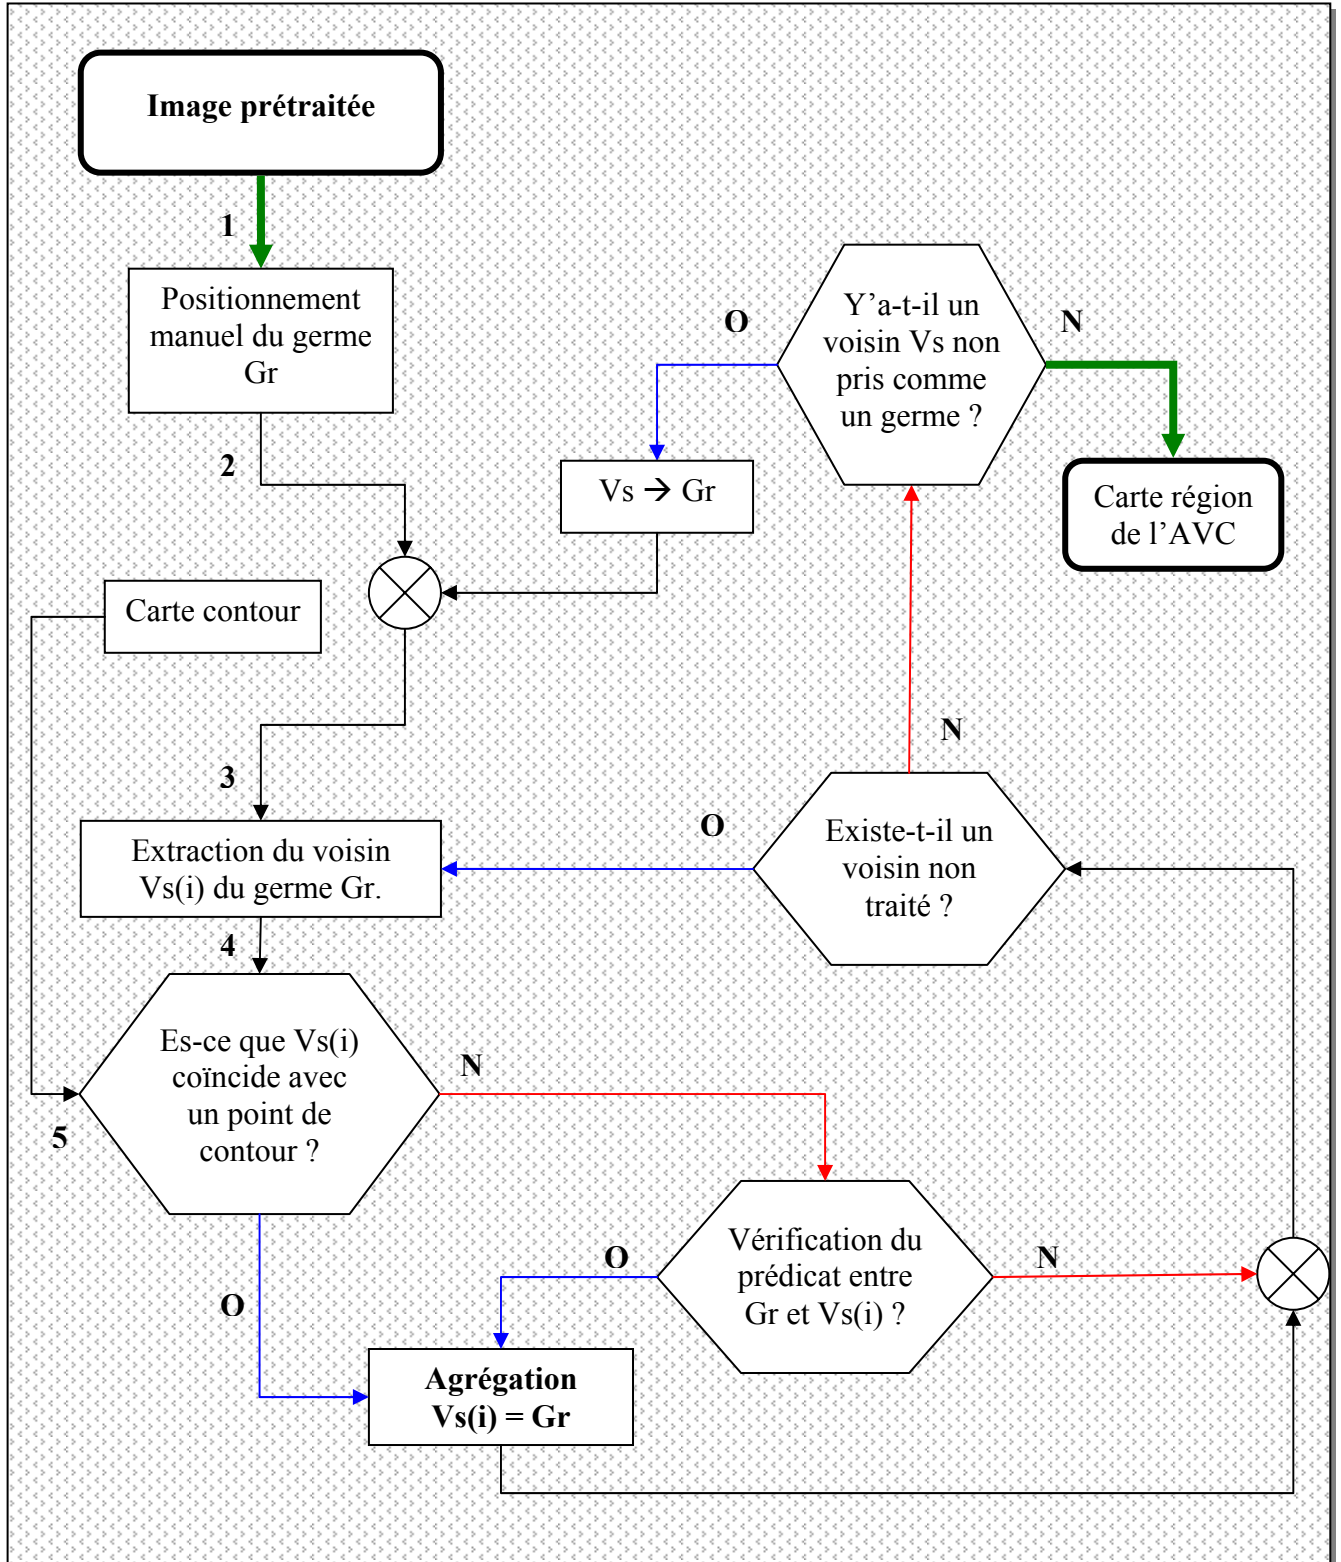 Image prétraitée
1
Positionnement
manuel du germe
Gr
2
O
Y’a-t-il un
voisin Vs non
pris comme
un germe ?
N
Vs → Gr
Carte région
de l’AVC
Carte contour
3
N
Extraction du voisin
Vs(i) du germe Gr.
O
Existe-t-il un
voisin non
traité ?
4
Es-ce que Vs(i)
coïncide avec
un point de
contour ?
N
5
O
O
Vérification du
prédicat entre
Gr et Vs(i) ?
N
Agrégation
Vs(i) = Gr